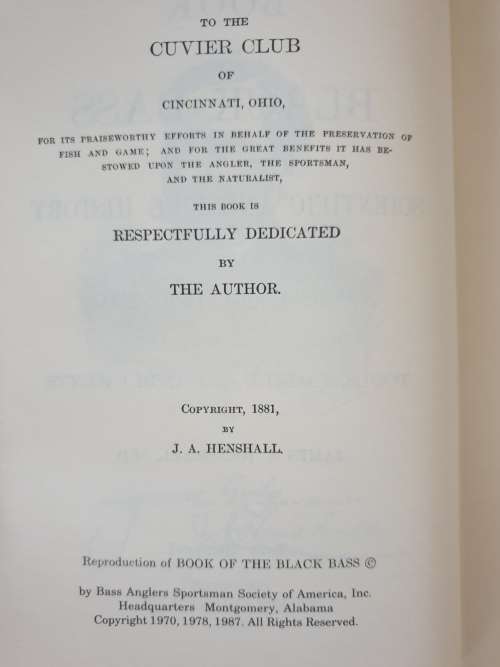 TO THE
CUVIER CLUB
OF
CINCINNATI, OHIO,
FOR ITS PRAISEWORTHY EFFORTS IN BEHALF OF THE PRESERVATION OF
FISH AND GAME; AND FOR THE GREAT BENEFITS IT HAS BE-
STOWED UPON THE ANGLER, THE SPORTSMAN,
AND THE NATURALIST,
THIS BOOK IS
RESPECTFULLY DEDICATED
BY
THE AUTHOR.
COPYRIGHT, 1881,
BY
J. A. HENSHALL.
Reproduction of BOOK OF THE BLACK BASS ©
by Bass Anglers Sportsman Society of America, Inc.
Headquarters Montgomery, Alabama
Copyright 1970, 1978, 1987. All Rights Reserved.